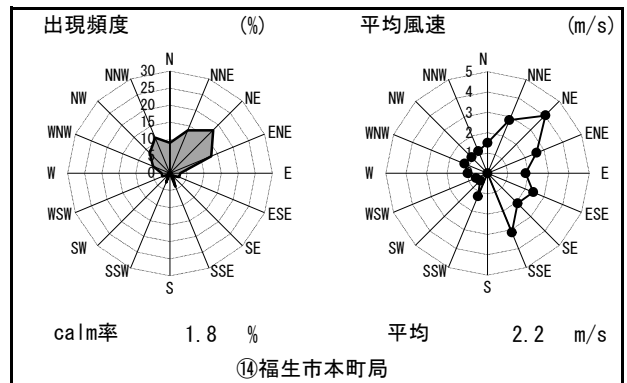 出現頻度 (%)
N
NNE
NE
ENE
E
ESE
SE
SSE
S
SSW
SW
WSW
W
WNW
NW
NNW
30
25
20
15
10
5
0
calm率 1.8 %
平均風速 (m/s)
N
NNE
NE
ENE
E
ESE
SE
SSE
S
SSW
SW
WSW
W
WNW
NW
NNW
5
4
3
2
1
0
平均 2.2 m/s
⑭福生市本町局